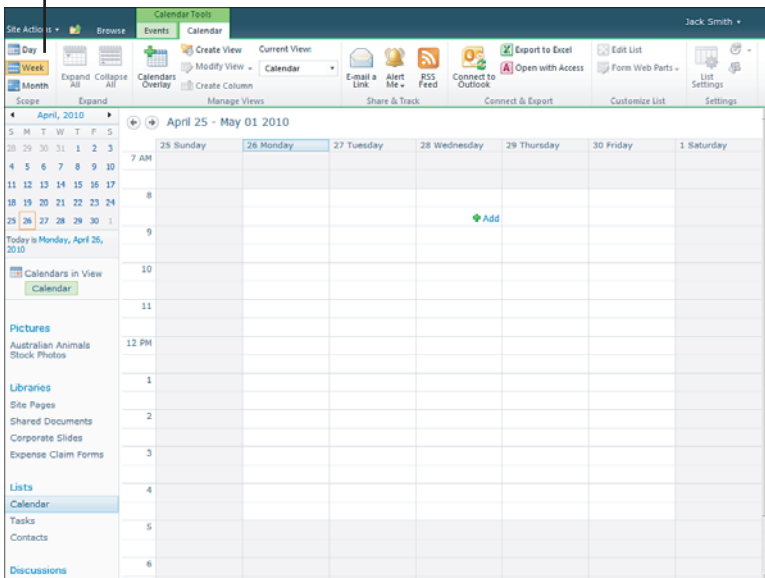 Calendar Tools
Site Actions
Browse
Events
Calendar
Jack Smith
Day
Week
Month
Scope
Expand All
Collapse All
Expand
Calendars Overlay
Create View
Modify View
Create Column
Current View:
Calendar
Manage Views
E-mail a Link
Alert Me
RSS Feed
Share & Track
Connect to Outlook
Export to Excel
Open with Access
Connect & Export
Edit List
Form Web Parts
Customize List
List Settings
Settings
April, 2010
S M T W T F S
28 29 30 31 1 2 3
4 5 6 7 8 9 10
11 12 13 14 15 16 17
18 19 20 21 22 23 24
25 26 27 28 29 30 1
Today is Monday, April 26,
2010
Calendars in View
Calendar
Pictures
Australian Animals
Stock Photos
Libraries
Site Pages
Shared Documents
Corporate Slides
Expense Claim Forms
Lists
Calendar
Tasks
Contacts
Discussions
April 25 - May 01 2010
25 Sunday 26 Monday 27 Tuesday 28 Wednesday 29 Thursday 30 Friday 1 Saturday
7 AM
8
Add
9
10
11
12 PM
1
2
3
4
5
6